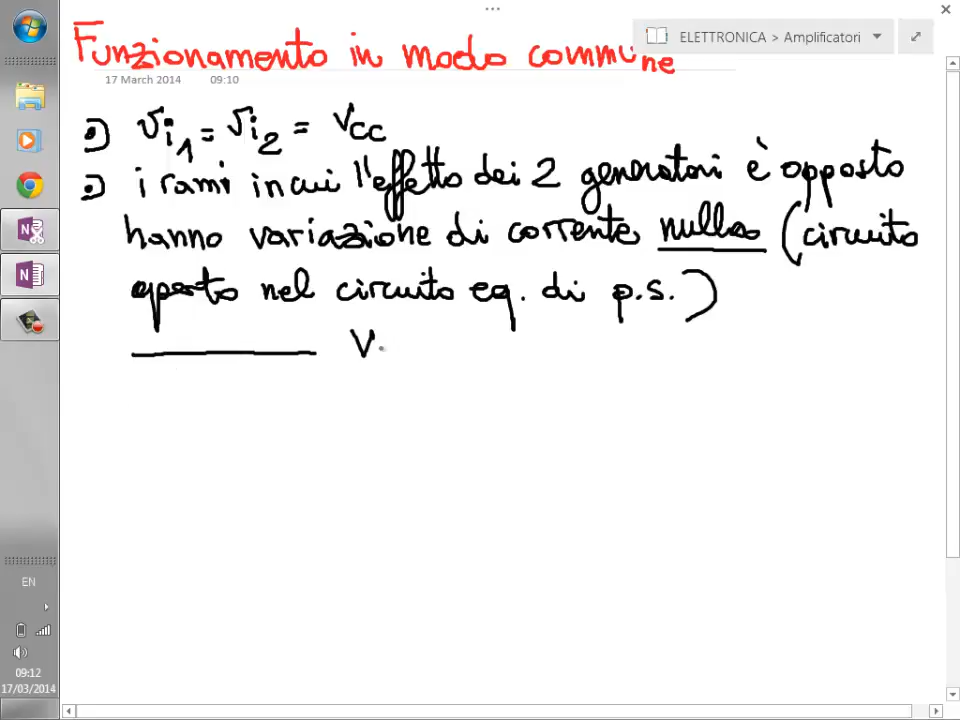 Funzionamento in modo commune
ELETTRONICA > Amplificatori
17 March 2014 09:10
vi1 = vi2 = vcc
i rami in cui l'effetto dei 2 generatori è opposto
hanno variazione di corrente nulla (circuito
aperto nel circuito eq. di p.s.)
V
EN
09:12
17/03/2014